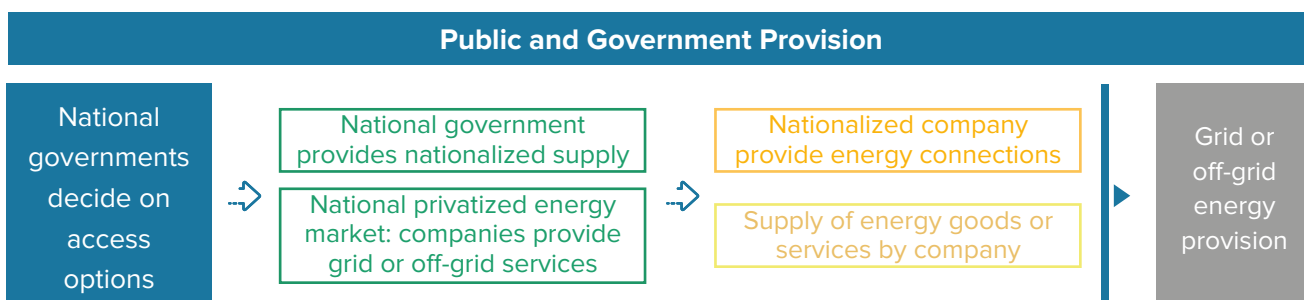 Public and Government Provision
National
governments
decide on
access
options
National government
provides nationalized supply
National privatized energy
market: companies provide
grid or off-grid services
Nationalized company
provide energy connections
Supply of energy goods or
services by company
Grid or
off-grid
energy
provision